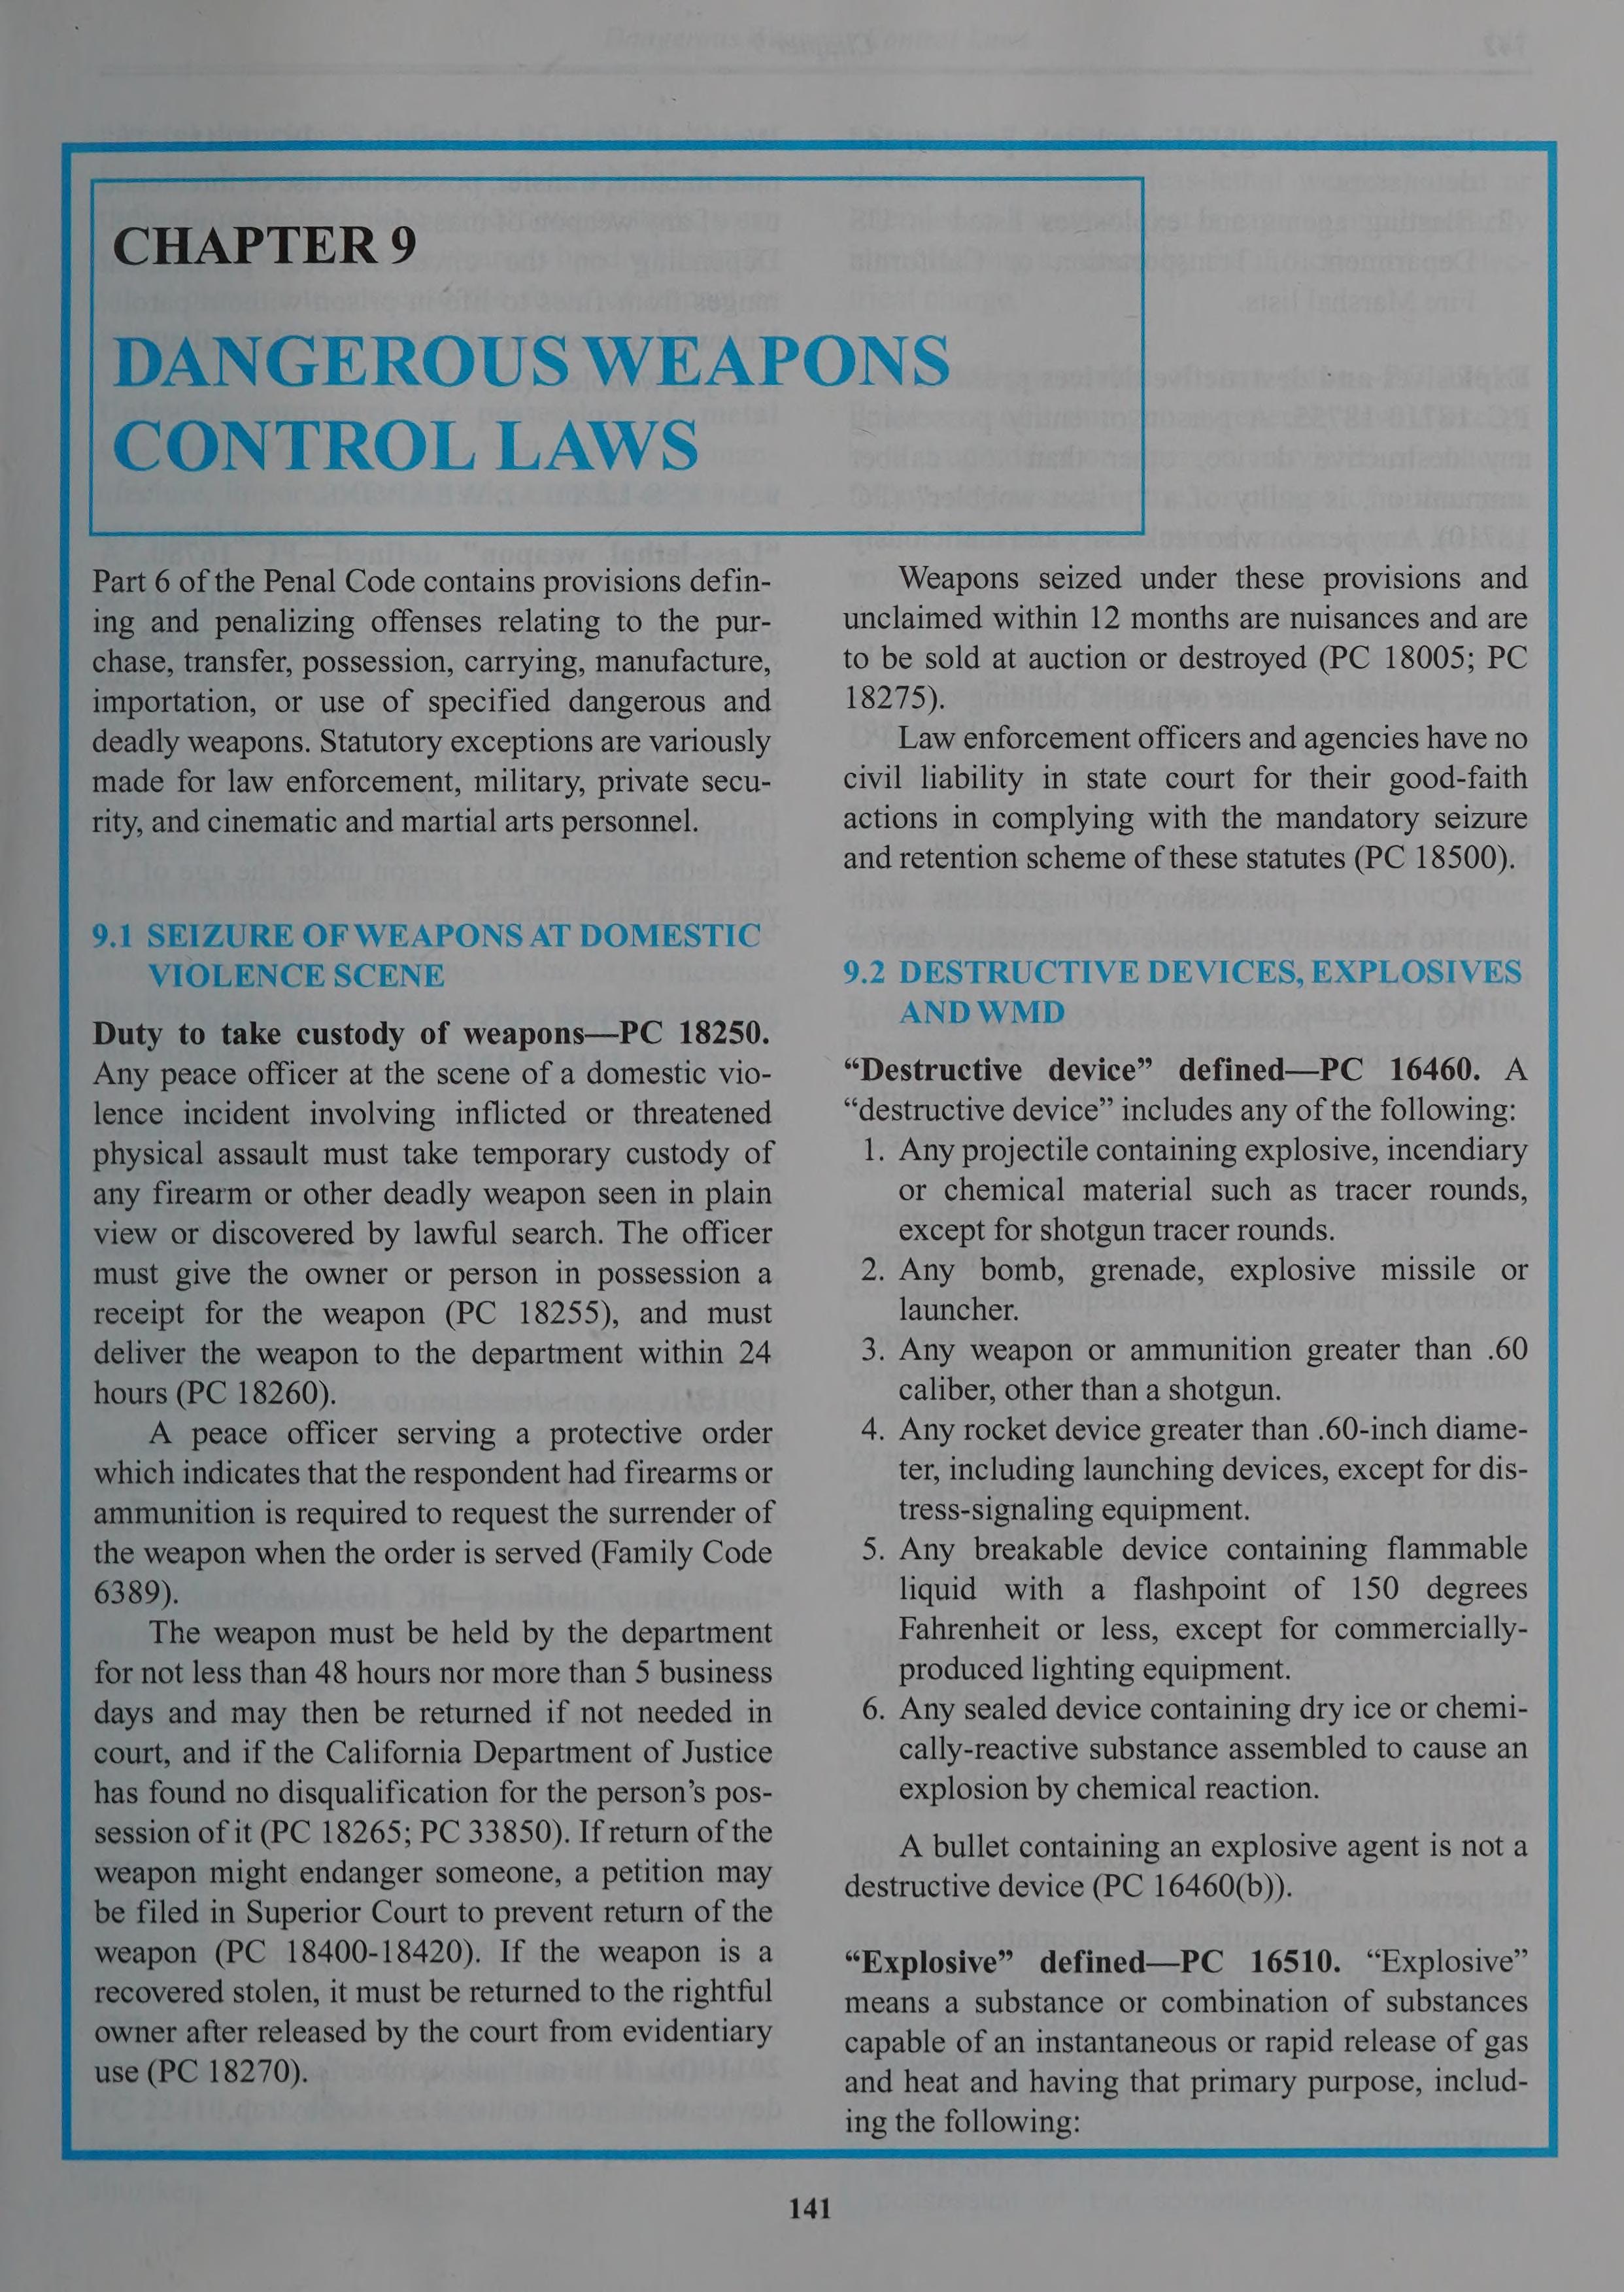 CHAPTER 9
DANGEROUS WEAPONS
CONTROL LAWS
Part 6 of the Penal Code contains provisions defin-
ing and penalizing offenses relating to the pur-
chase, transfer, possession, carrying, manufacture,
importation, or use of specified dangerous and
deadly weapons. Statutory exceptions are variously
made for law enforcement, military, private secu-
rity, and cinematic and martial arts personnel.
9.1 SEIZURE OF WEAPONS AT DOMESTIC
VIOLENCE SCENE
Duty to take custody of weapons—PC 18250.
Any peace officer at the scene of a domestic vio-
lence incident involving inflicted or threatened
physical assault must take temporary custody of
any firearm or other deadly weapon seen in plain
view or discovered by lawful search. The officer
must give the owner or person in possession a
receipt for the weapon (PC 18255), and must
deliver the weapon to the department within 24
hours (PC 18260).
A peace officer serving a protective order
which indicates that the respondent had firearms or
ammunition is required to request the surrender of
the weapon when the order is served (Family Code
6389).
The weapon must be held by the department
for not less than 48 hours nor more than 5 business
days and may then be returned if not needed in
court, and if the California Department of Justice
has found no disqualification for the person's pos-
session of it (PC 18265; PC 33850). If return of the
weapon might endanger someone, a petition may
be filed in Superior Court to prevent return of the
weapon (PC 18400-18420). If the weapon is a
recovered stolen, it must be returned to the rightful
owner after released by the court from evidentiary
use (PC 18270).
Weapons seized under these provisions and
unclaimed within 12 months are nuisances and are
to be sold at auction or destroyed (PC 18005; PC
18275).
Law enforcement officers and agencies have no
civil liability in state court for their good-faith
actions in complying with the mandatory seizure
and retention scheme of these statutes (PC 18500).
9.2 DESTRUCTIVE DEVICES, EXPLOSIVES
AND WMD
“Destructive device” defined—PC 16460. A
“destructive device” includes any of the following:
1. Any projectile containing explosive, incendiary
or chemical material such as tracer rounds,
except for shotgun tracer rounds.
2. Any bomb, grenade, explosive missile or
launcher.
3. Any weapon or ammunition greater than .60
caliber, other than a shotgun.
4. Any rocket device greater than .60-inch diame-
ter, including launching devices, except for dis-
tress-signaling equipment.
5. Any breakable device containing flammable
liquid with a flashpoint of 150 degrees
Fahrenheit or less, except for commercially-
produced lighting equipment.
6. Any sealed device containing dry ice or chemi-
cally-reactive substance assembled to cause an
explosion by chemical reaction.
A bullet containing an explosive agent is not a
destructive device (PC 16460(b)).
“Explosive” defined—PC 16510. “Explosive”
means a substance or combination of substances
capable of an instantaneous or rapid release of gas
and heat and having that primary purpose, includ-
ing the following:
141